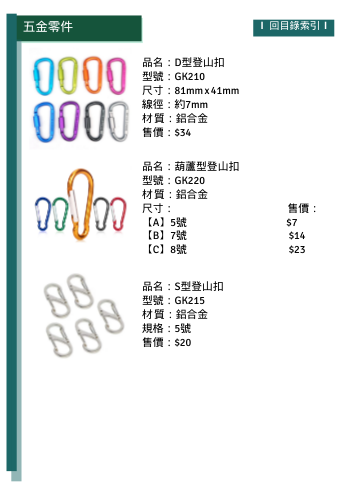 五金零件
I 回目錄索引 I
品名：D型登山扣
型號：GK210
尺寸：81mm x 41mm
線徑：約7mm
材質：鋁合金
售價：$34
品名：葫蘆型登山扣
型號：GK220
材質：鋁合金
尺寸： 售價：
【A】5號 $7
【B】7號 $14
【C】8號 $23
品名：S型登山扣
型號：GK215
材質：鋁合金
規格：5號
售價：$20